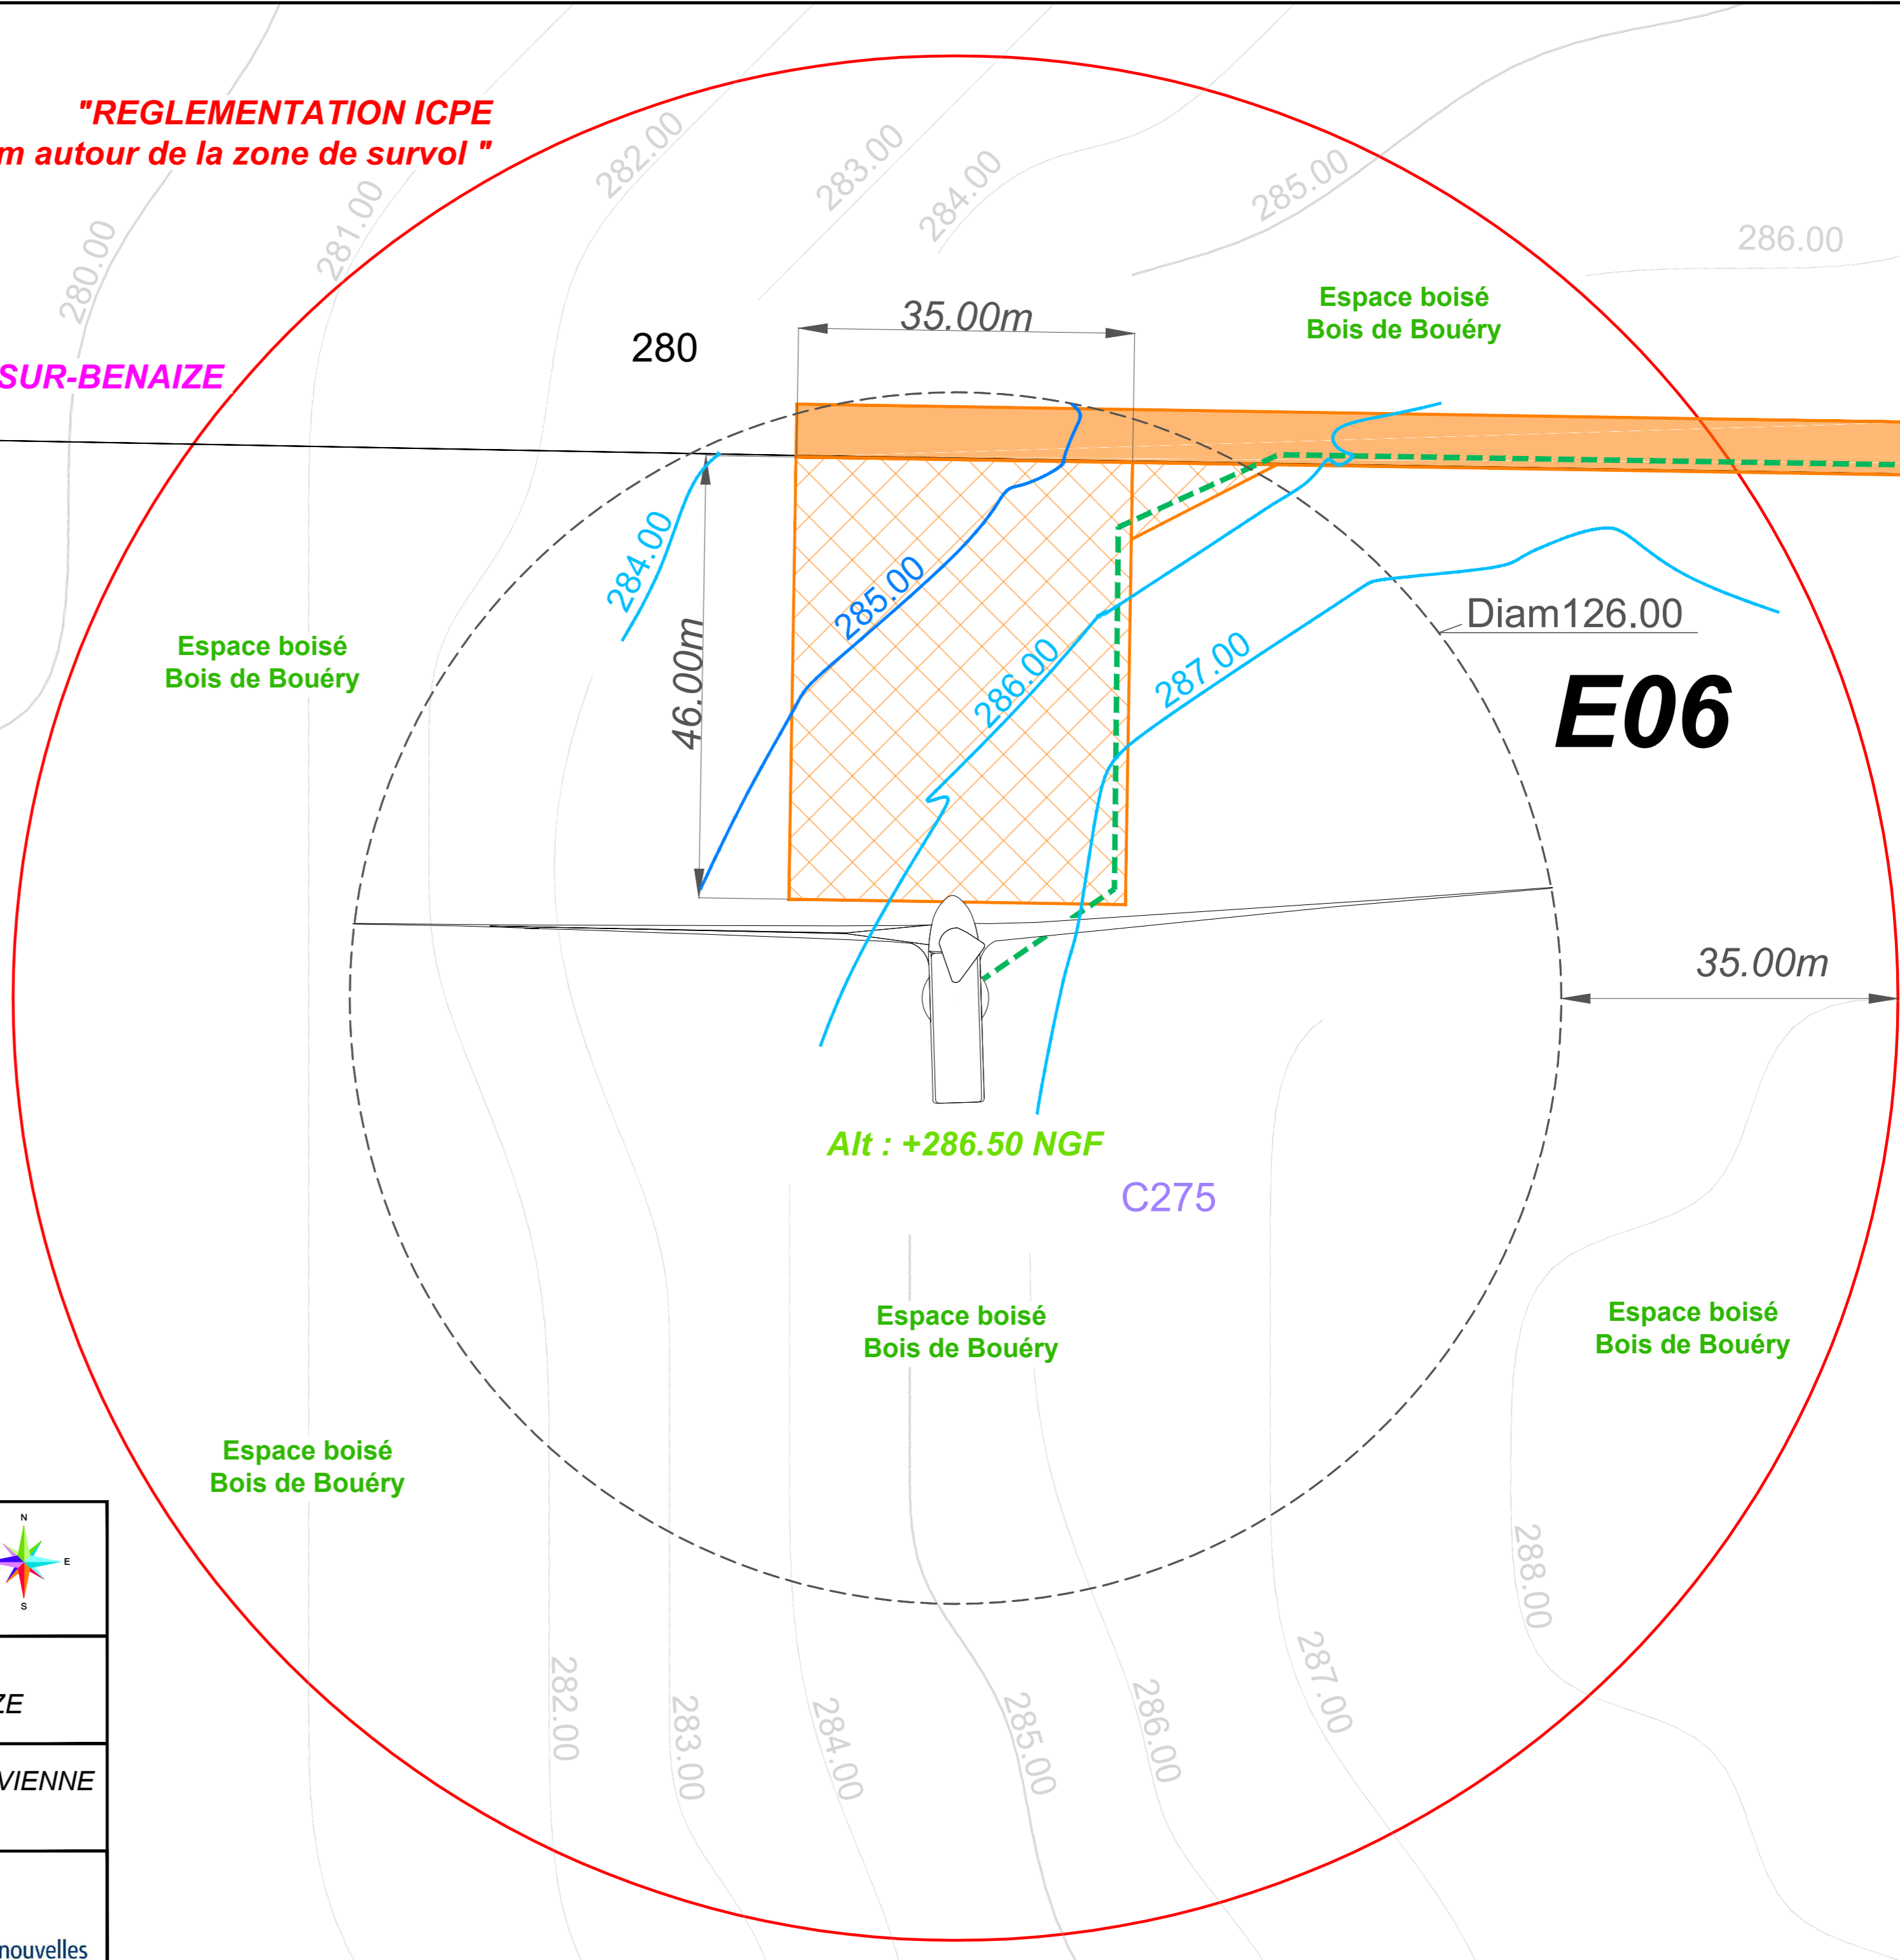 "REGLEMENTATION ICPE
m autour de la zone de survol "
282.00
283.00
284.00
285.00
281.00
280.00
286.00
Espace boisé
Bois de Bouéry
35.00m
280
SUR-BENAIZE
284.00
285.00
46.00m
286.00
287.00
Diam126.00
E06
Espace boisé
Bois de Bouéry
35.00m
Alt : +286.50 NGF
C275
Espace boisé
Bois de Bouéry
Espace boisé
Bois de Bouéry
Espace boisé
Bois de Bouéry
N
E
S
288.00
287.00
282.00
283.00
284.00
285.00
286.00
ZE
VIENNE
nouvelles